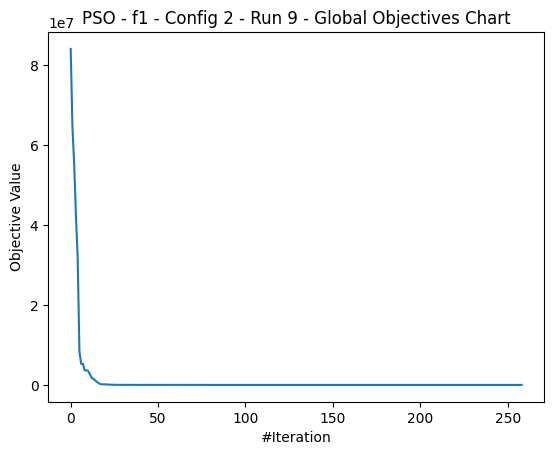 PSO - f1 - Config 2 - Run 9 - Global Objectives Chart
1e7
8
6
4
2
0
Objective Value
0 50 100 150 200 250
#Iteration